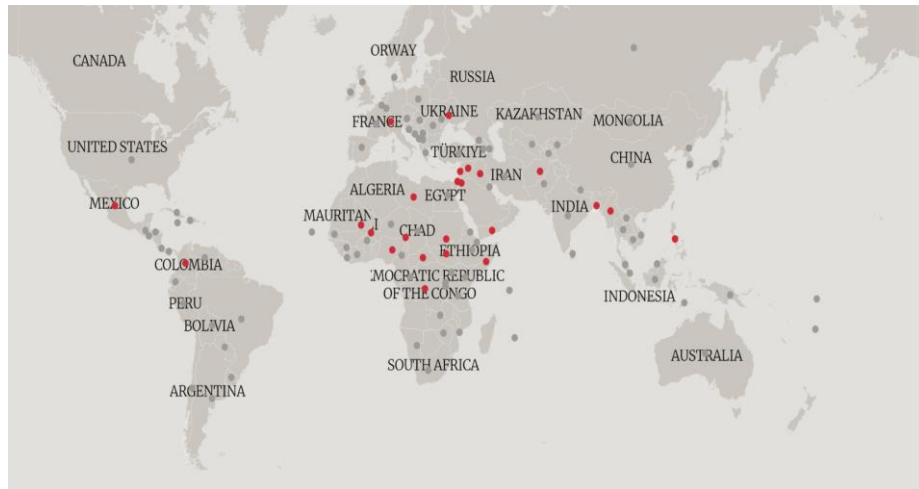 ORWAY
CANADA
RUSSIA
UKRAINE
KAZAKHSTAN
FRANCE
MONGOLIA
UNITED STATES
TÜRKIYE
CHINA
IRAN
ALGERIA
EGYPT
MEXICO
INDIA
MAURITAN
I
CHAD
ETHIOPIA
COLOMBIA
MOCRATIC REPUBLIC
OF THE CONGO
INDONESIA
PERU
BOLIVIA
AUSTRALIA
SOUTH AFRICA
ARGENTINA